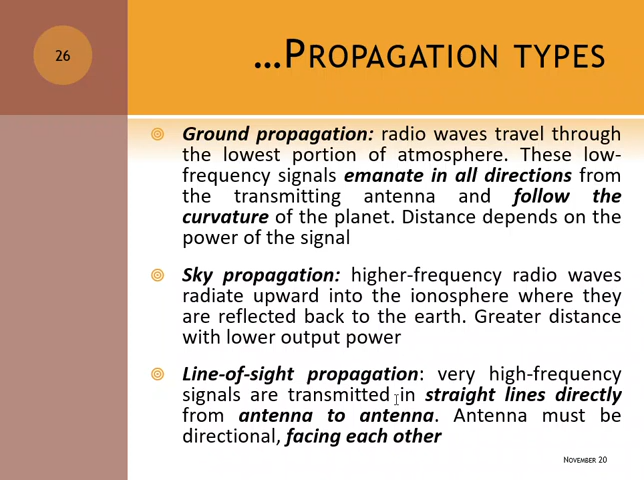 26
...PROPAGATION TYPES
Ground propagation: radio waves travel through
the lowest portion of atmosphere. These low-
frequency signals emanate in all directions from
the transmitting antenna and follow the
curvature of the planet. Distance depends on the
power of the signal
Sky propagation: higher-frequency radio waves
radiate upward into the ionosphere where they
are reflected back to the earth. Greater distance
with lower output power
Line-of-sight propagation: very high-frequency
signals are transmitted in straight lines directly
from antenna to antenna. Antenna must be
directional, facing each other
NOVEMBER 20